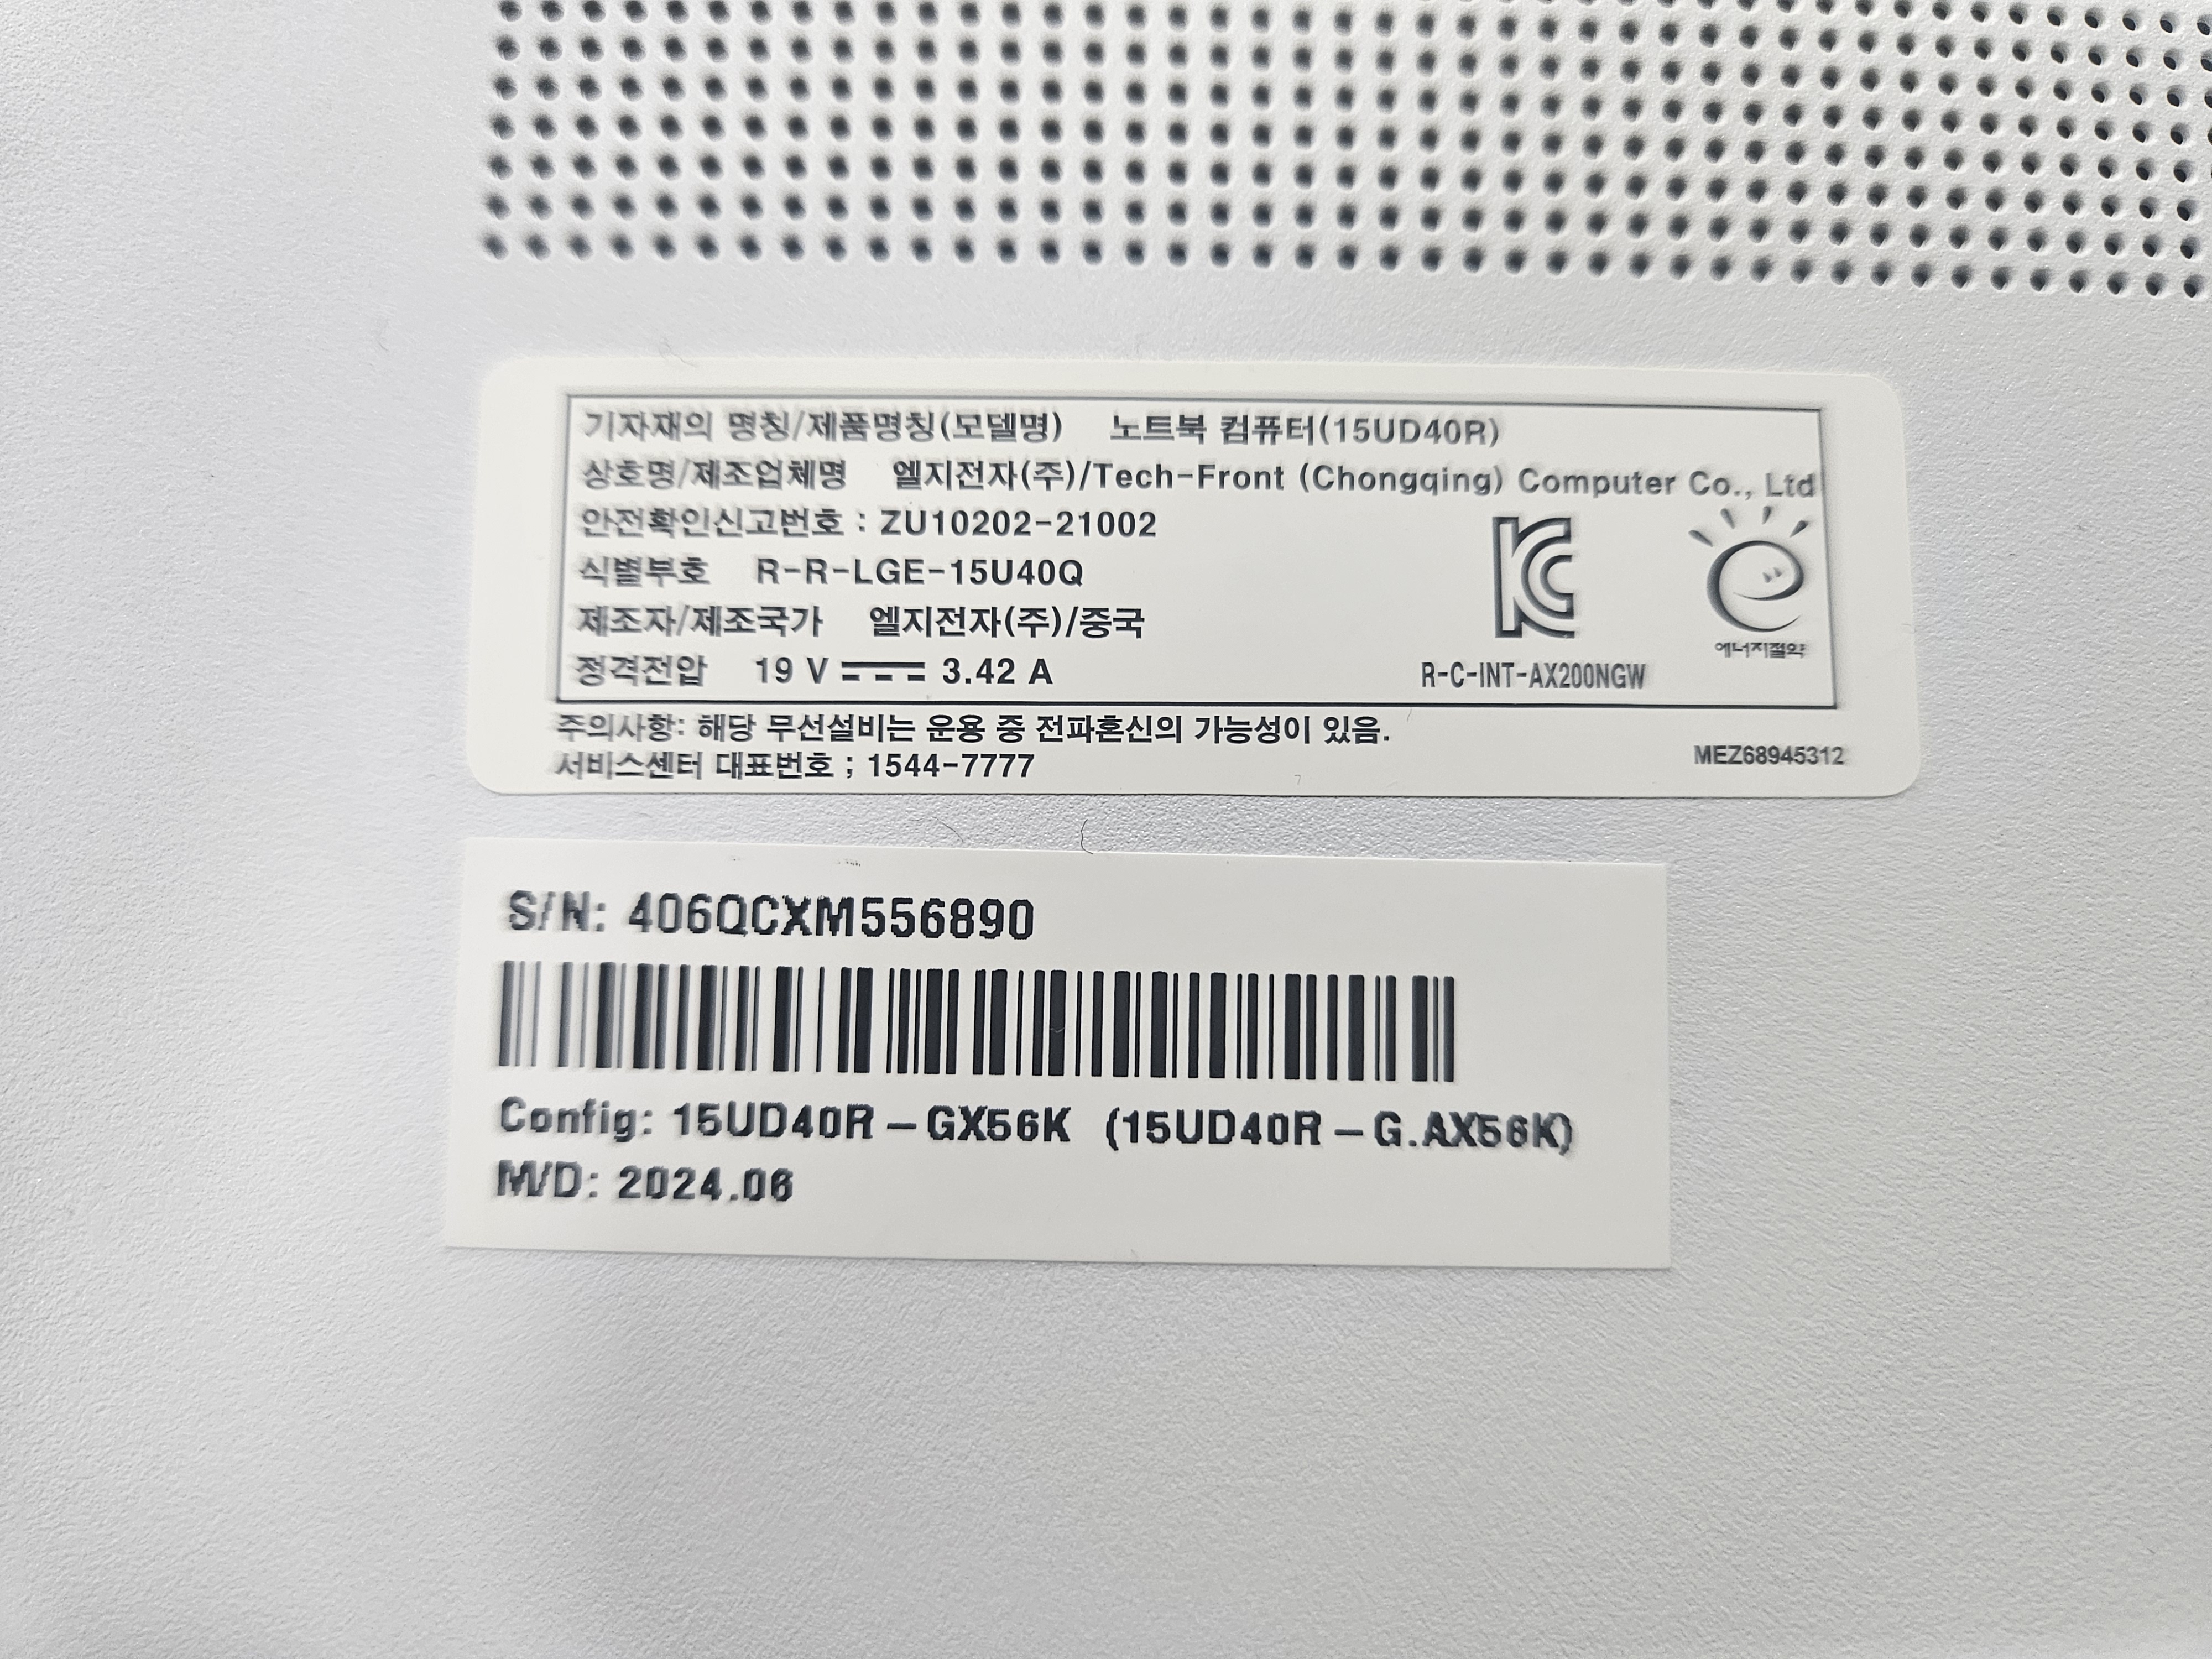 기자재의 명칭/제품명칭(모델명) 노트북 컴퓨터(15UD40R)
상호명/제조업체명 엘지전자(주)/Tech-Front (Chongqing) Computer Co., Ltd
안전확인신고번호 : ZU10202-21002
식별부호 R-R-LGE-15U40Q
제조자/제조국가 엘지전자(주)/중국
정격전압 19 V ⎓ 3.42 A
에너지절약
R-C-INT-AX200NGW
주의사항: 해당 무선설비는 운용 중 전파혼신의 가능성이 있음.
서비스센터 대표번호 ; 1544-7777
MEZ68945312
S/N: 406QCXM556890
Config: 15UD40R-GX56K (15UD40R-G.AX56K)
M/D: 2024.06